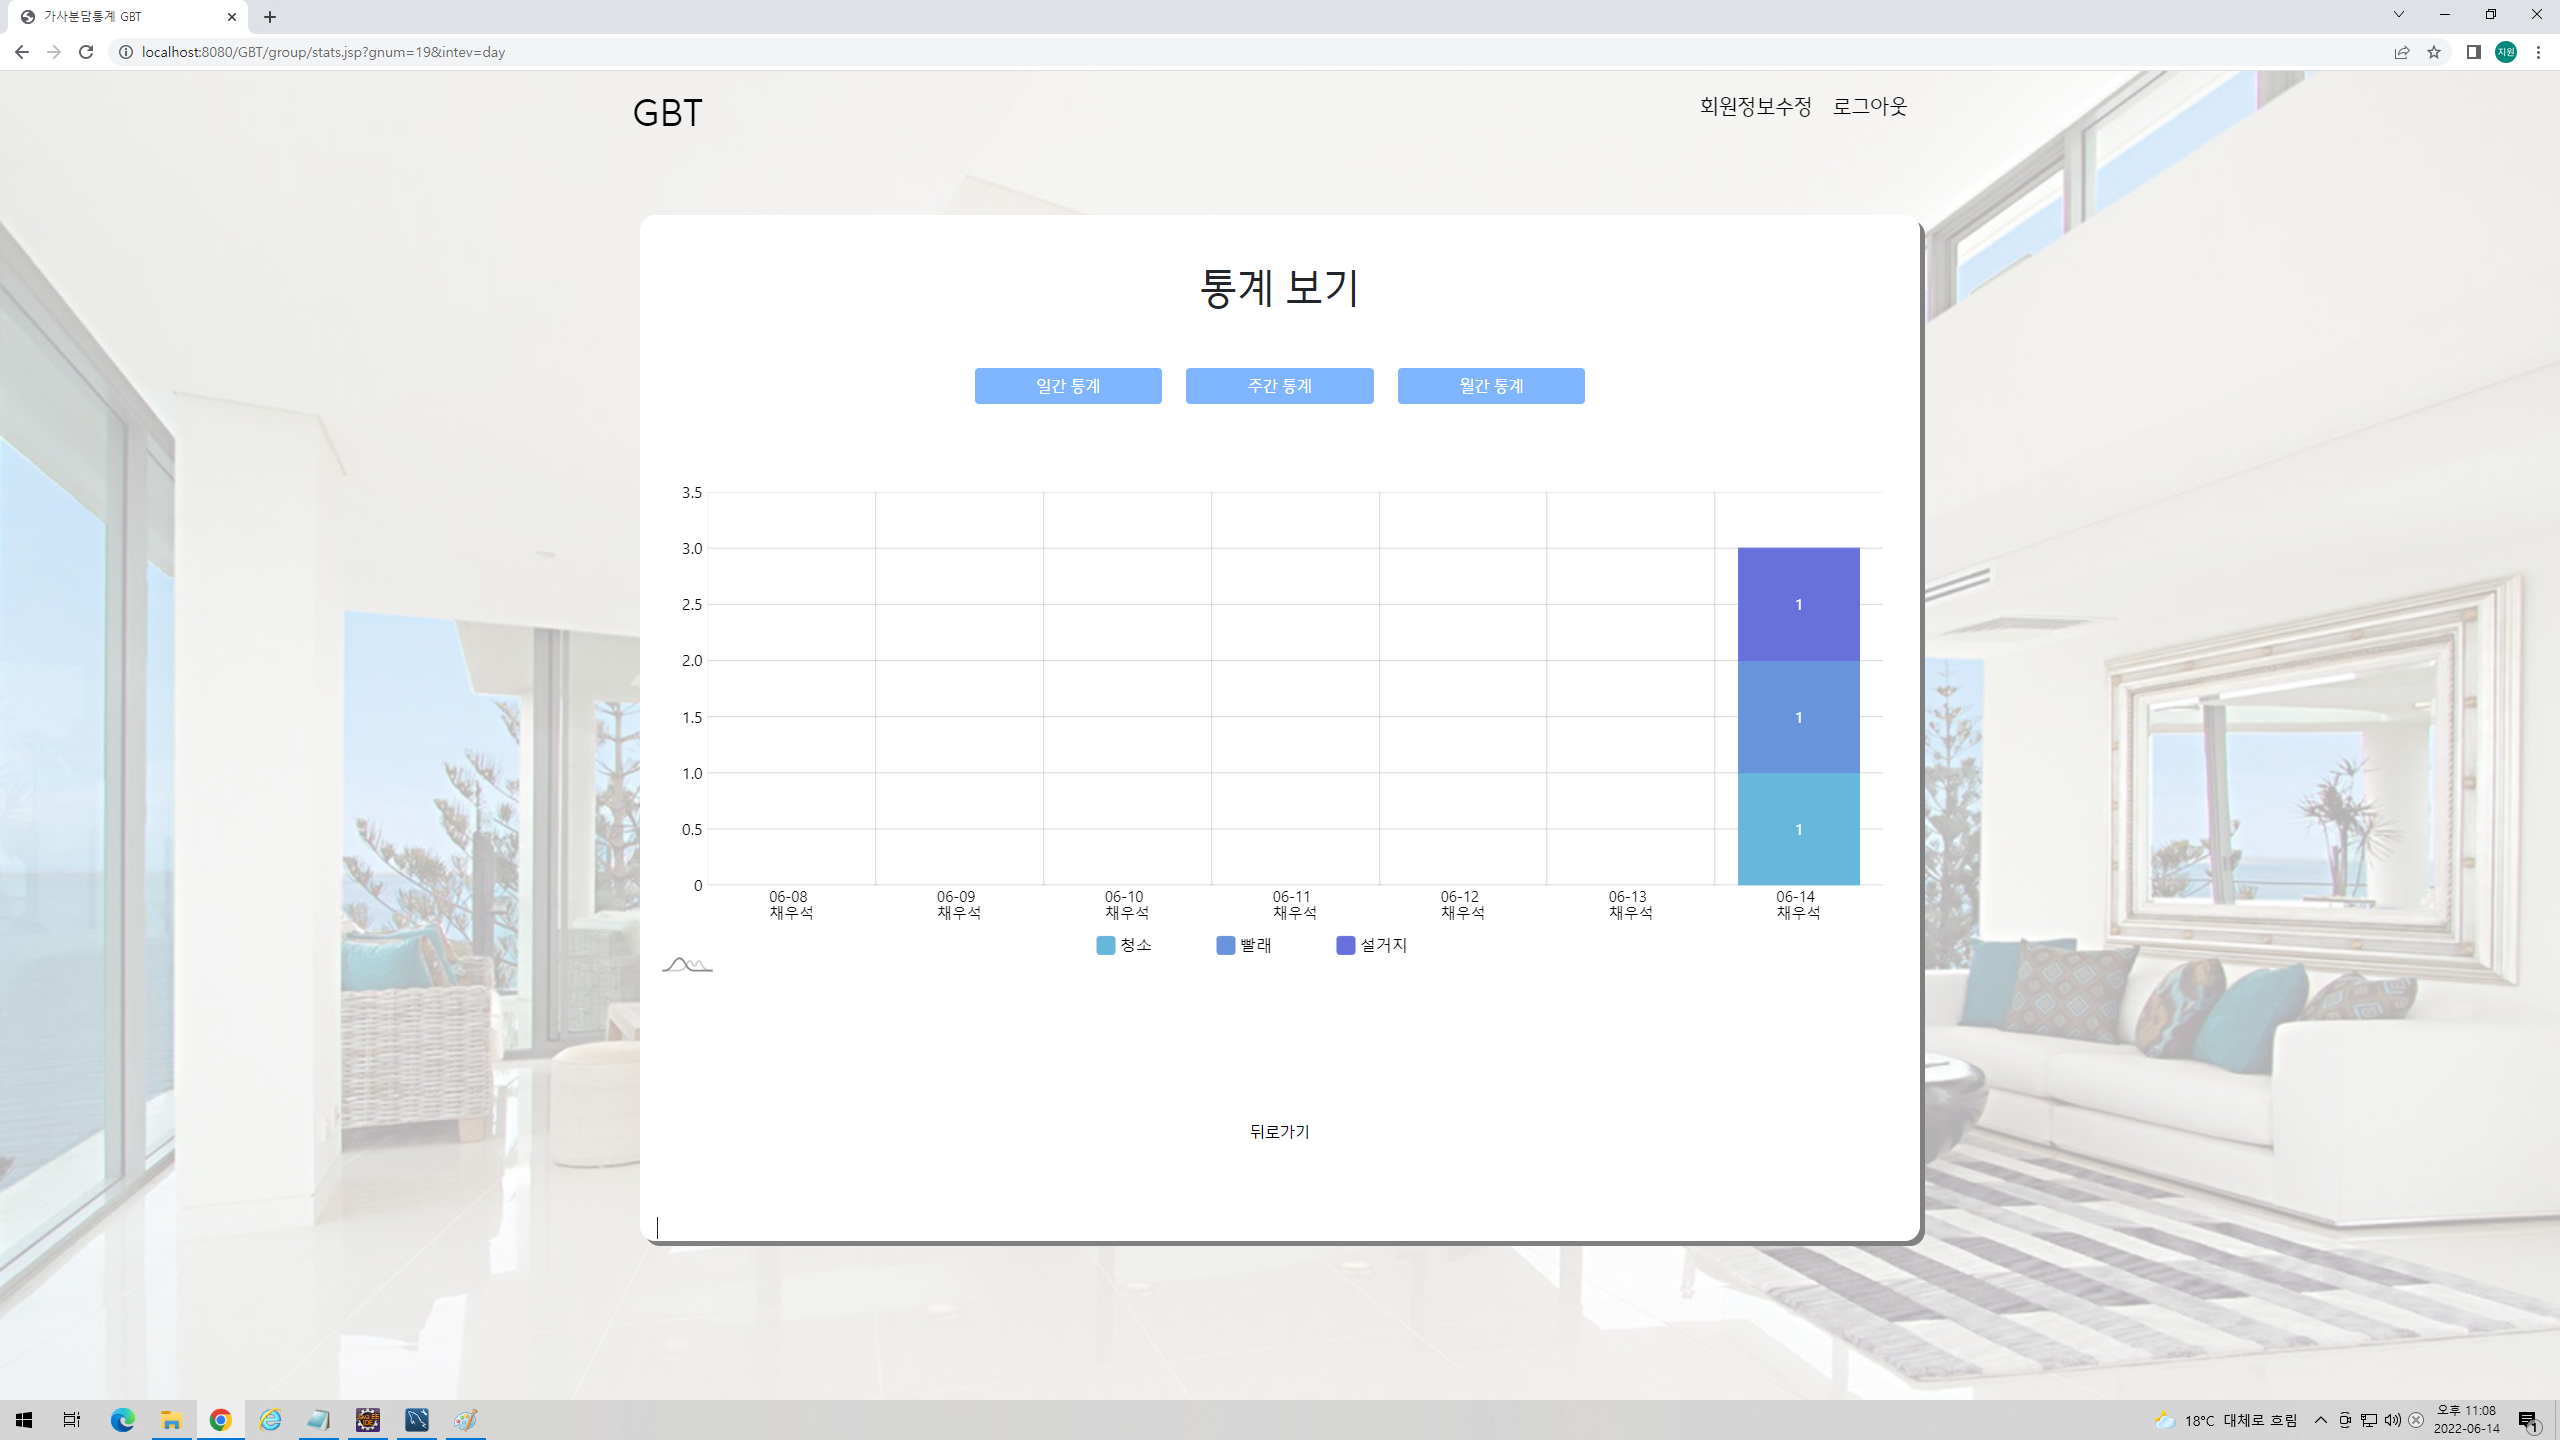 가사분담통계 GBT
localhost:8080/GBT/group/stats.jsp?gnum=19&intev=day
지원
GBT
회원정보수정 로그아웃
통계 보기
일간 통계 주간 통계 월간 통계
3.5
3.0
2.5
2.0
1.5
1.0
0.5
0
1
1
1
06-08 06-09 06-10 06-11 06-12 06-13 06-14
채우석 채우석 채우석 채우석 채우석 채우석 채우석
청소 빨래 설거지
뒤로가기
18°C 대체로 흐림
오후 11:08
2022-06-14
1